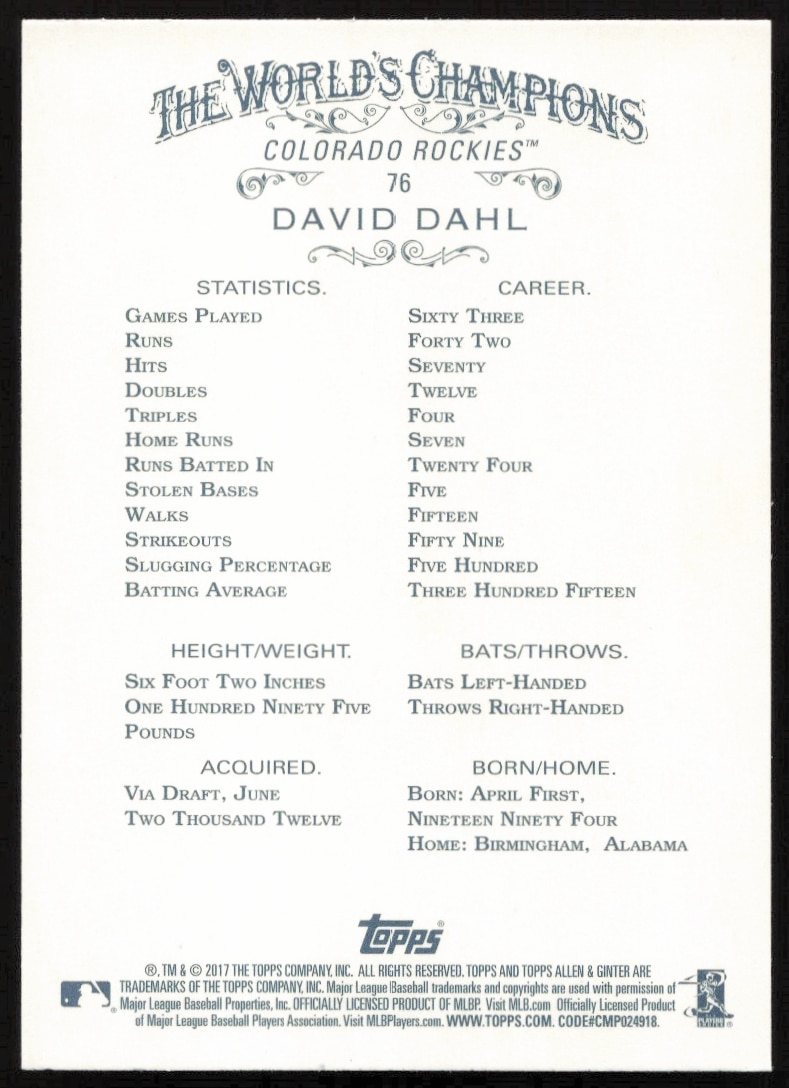 THE WORLD'S CHAMPIONS
COLORADO ROCKIES™
76
DAVID DAHL
STATISTICS. CAREER.
GAMES PLAYED SIXTY THREE
RUNS FORTY TWO
HITS SEVENTY
DOUBLES TWELVE
TRIPLES FOUR
HOME RUNS SEVEN
RUNS BATTED IN TWENTY FOUR
STOLEN BASES FIVE
WALKS FIFTEEN
STRIKEOUTS FIFTY NINE
SLUGGING PERCENTAGE FIVE HUNDRED
BATTING AVERAGE THREE HUNDRED FIFTEEN
HEIGHT/WEIGHT. BATS/THROWS.
SIX FOOT TWO INCHES BATS LEFT-HANDED
ONE HUNDRED NINETY FIVE THROWS RIGHT-HANDED
POUNDS
ACQUIRED. BORN/HOME.
VIA DRAFT, JUNE BORN: APRIL FIRST,
TWO THOUSAND TWELVE NINETEEN NINETY FOUR
HOME: BIRMINGHAM, ALABAMA
TOPPS®
®, TM & © 2017 THE TOPPS COMPANY, INC. ALL RIGHTS RESERVED. TOPPS AND TOPPS ALLEN & GINTER ARE
TRADEMARKS OF THE TOPPS COMPANY, INC. Major League Baseball trademarks and copyrights are used with permission of
Major League Baseball Properties, Inc. OFFICIALLY LICENSED PRODUCT OF MLBP. Visit MLB.com Officially Licensed Product
of Major League Baseball Players Association. Visit MLBPlayers.com. WWW.TOPPS.COM. CODE#CMP024918.